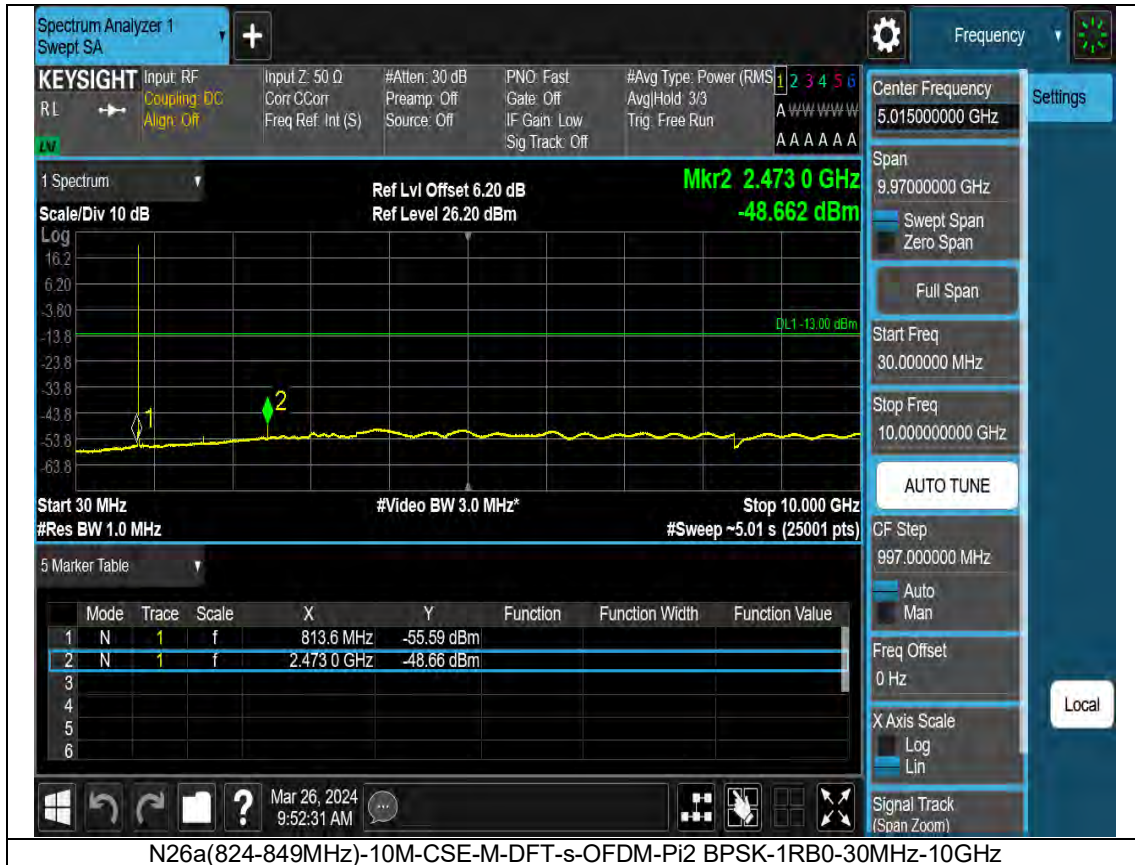 Spectrum Analyzer 1
Swept SA
+
Frequency
KEYSIGHT
RL
Input: RF
Coupling: DC
Align: Off
Input Z: 50 Ω
Corr CCorr
Freq Ref: Int (S)
#Atten: 30 dB
Preamp: Off
Source: Off
PNO: Fast
Gate: Off
IF Gain: Low
Sig Track: Off
#Avg Type: Power (RMS
Avg|Hold: 3/3
Trig: Free Run
1 2 3 4 5 6
A W W W W W
A A A A A A
1 Spectrum
Ref Lvl Offset 6.20 dB
Mkr2 2.473 0 GHz
Scale/Div 10 dB
Ref Level 26.20 dBm
-48.662 dBm
Log
16.2
6.20
-3.80
-13.8
-23.8
-33.8
-43.8
-53.8
-63.8
DL1 -13.00 dBm
1
2
Start 30 MHz
#Video BW 3.0 MHz*
Stop 10.000 GHz
#Res BW 1.0 MHz
#Sweep ~5.01 s (25001 pts)
5 Marker Table
Mode Trace Scale X Y Function Function Width Function Value
1 N 1 f 813.6 MHz -55.59 dBm
2 N 1 f 2.473 0 GHz -48.66 dBm
3
4
5
6
Mar 26, 2024
9:52:31 AM
?
Center Frequency
5.015000000 GHz
Settings
Span
9.97000000 GHz
Swept Span
Zero Span
Full Span
Start Freq
30.000000 MHz
Stop Freq
10.000000000 GHz
AUTO TUNE
CF Step
997.000000 MHz
Auto
Man
Freq Offset
0 Hz
Local
X Axis Scale
Log
Lin
Signal Track
(Span Zoom)
N26a(824-849MHz)-10M-CSE-M-DFT-s-OFDM-Pi2 BPSK-1RB0-30MHz-10GHz